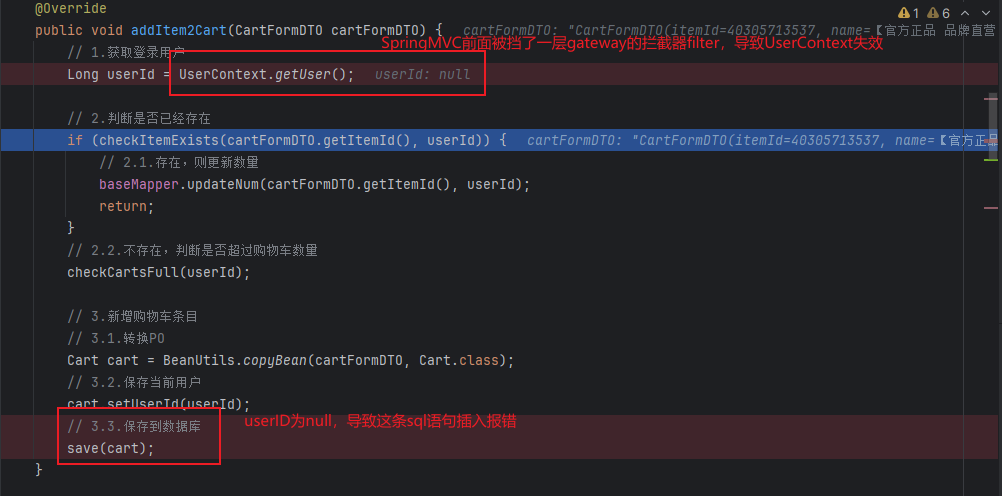 @Override
1 6
public void addItem2Cart(CartFormDTO cartFormDTO) { cartFormDTO: "CartFormDTO(itemId=40305713537, name=【官方正品 品牌直营
SpringMVC前面被挡了一层gateway的拦截器filter，导致UserContext失效
// 1.获取登录用户
Long userId = UserContext.getUser(); userId: null
// 2.判断是否已经存在
if (checkItemExists(cartFormDTO.getItemId(), userId)) { cartFormDTO: "CartFormDTO(itemId=40305713537, name=【官方正品
// 2.1.存在，则更新数量
baseMapper.updateNum(cartFormDTO.getItemId(), userId);
return;
}
// 2.2.不存在，判断是否超过购物车数量
checkCartsFull(userId);
// 3.新增购物车条目
// 3.1.转换PO
Cart cart = BeanUtils.copyBean(cartFormDTO, Cart.class);
// 3.2.保存当前用户
cart.setUserId(userId);
// 3.3.保存到数据库
userID为null，导致这条sql语句插入报错
save(cart);
}